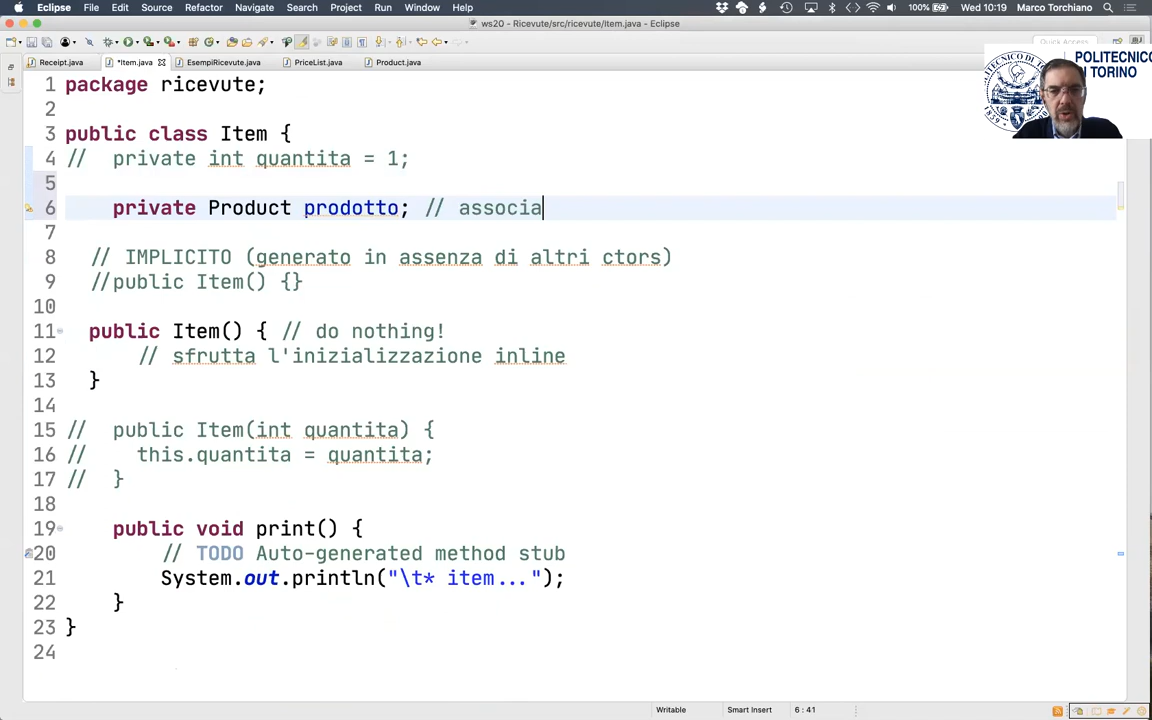 Eclipse File Edit Source Refactor Navigate Search Project Run Window Help 100% Wed 10:19 Marco Torchiano
ws20 - Ricevute/src/ricevute/Item.java - Eclipse
Quick Access
Receipt.java *Item.java EsempiRicevute.java PriceList.java Product.java
POLITECNICO
DI TORINO
1 package ricevute;
2
3 public class Item {
4 // private int quantita = 1;
5
6 private Product prodotto; // associa
7
8 // IMPLICITO (generato in assenza di altri ctors)
9 //public Item() {}
10
11 public Item() { // do nothing!
12 // sfrutta l'inizializzazione inline
13 }
14
15 // public Item(int quantita) {
16 // this.quantita = quantita;
17 // }
18
19 public void print() {
20 // TODO Auto-generated method stub
21 System.out.println("\t* item...");
22 }
23 }
24
Writable Smart Insert 6 : 41